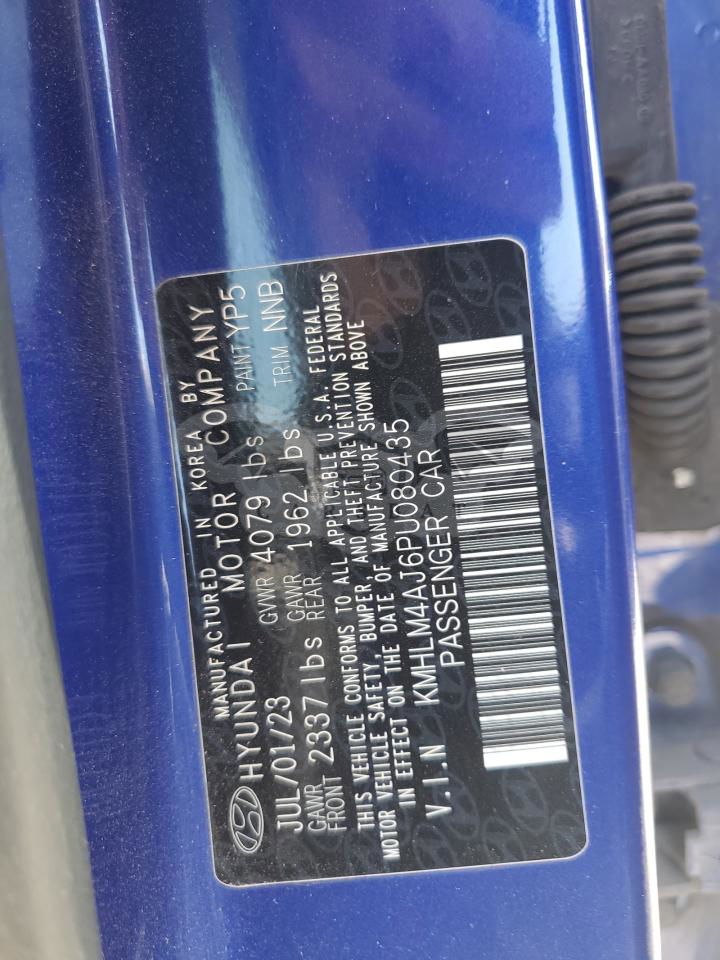 MANUFACTURED IN KOREA BY
HYUNDAI MOTOR COMPANY
JUL/01/23 GVWR 4079 lbs PAINT YP5
GAWR FRONT 2337 lbs GAWR REAR 1962 lbs TRIM NNB
THIS VEHICLE CONFORMS TO ALL APPLICABLE U.S.A. FEDERAL
MOTOR VEHICLE SAFETY, BUMPER, AND THEFT PREVENTION STANDARDS
IN EFFECT ON THE DATE OF MANUFACTURE SHOWN ABOVE
V.I.N KMHLM4AJ6PU080435
PASSENGER CAR